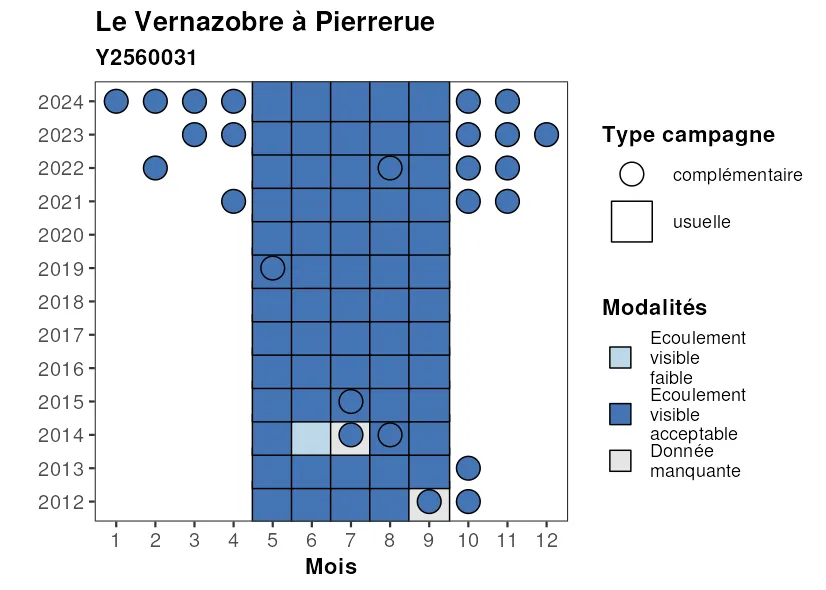 Le Vernazobre à Pierrerue
Y2560031
2024
2023
2022
2021
2020
2019
2018
2017
2016
2015
2014
2013
2012
1 2 3 4 5 6 7 8 9 10 11 12
Mois
Type campagne
complémentaire
usuelle
Modalités
Ecoulement
visible
faible
Ecoulement
visible
acceptable
Donnée
manquante